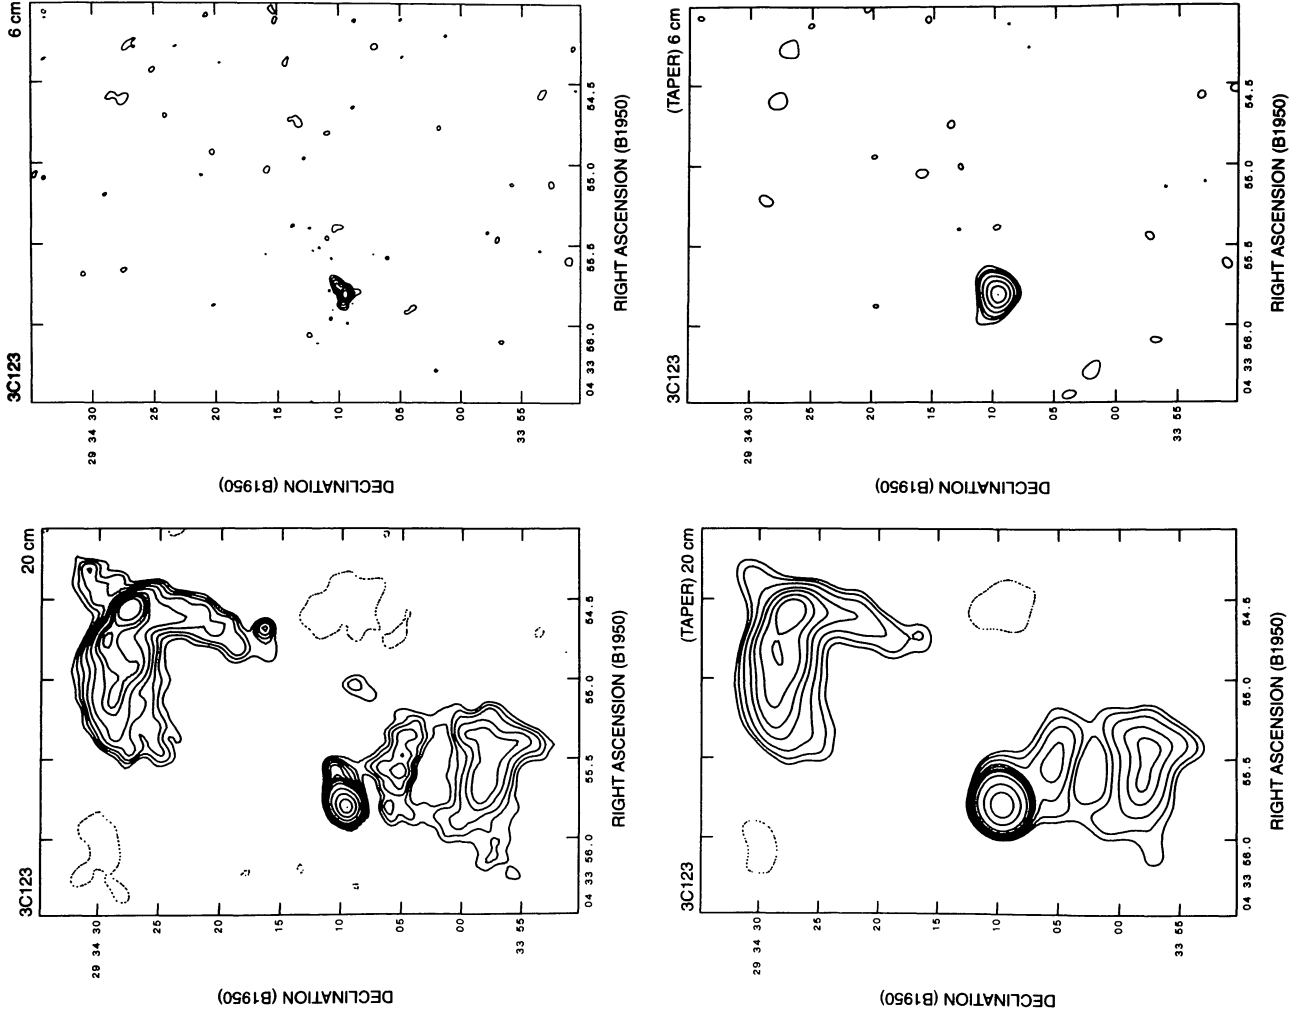 3C123
6 cm
04 33 56.0
55.5
55.0
54.5
RIGHT ASCENSION (B1950)
29 34 30
25
20
15
10
05
00
33 55
DECLINATION (B1950)
3C123
(TAPER) 6 cm
04 33 56.0
55.5
55.0
54.5
RIGHT ASCENSION (B1950)
29 34 30
25
20
15
10
05
00
33 55
DECLINATION (B1950)
3C123
20 cm
04 33 56.0
55.5
55.0
54.5
RIGHT ASCENSION (B1950)
29 34 30
25
20
15
10
05
00
33 55
DECLINATION (B1950)
3C123
(TAPER) 20 cm
04 33 56.0
55.5
55.0
54.5
RIGHT ASCENSION (B1950)
29 34 30
25
20
15
10
05
00
33 55
DECLINATION (B1950)